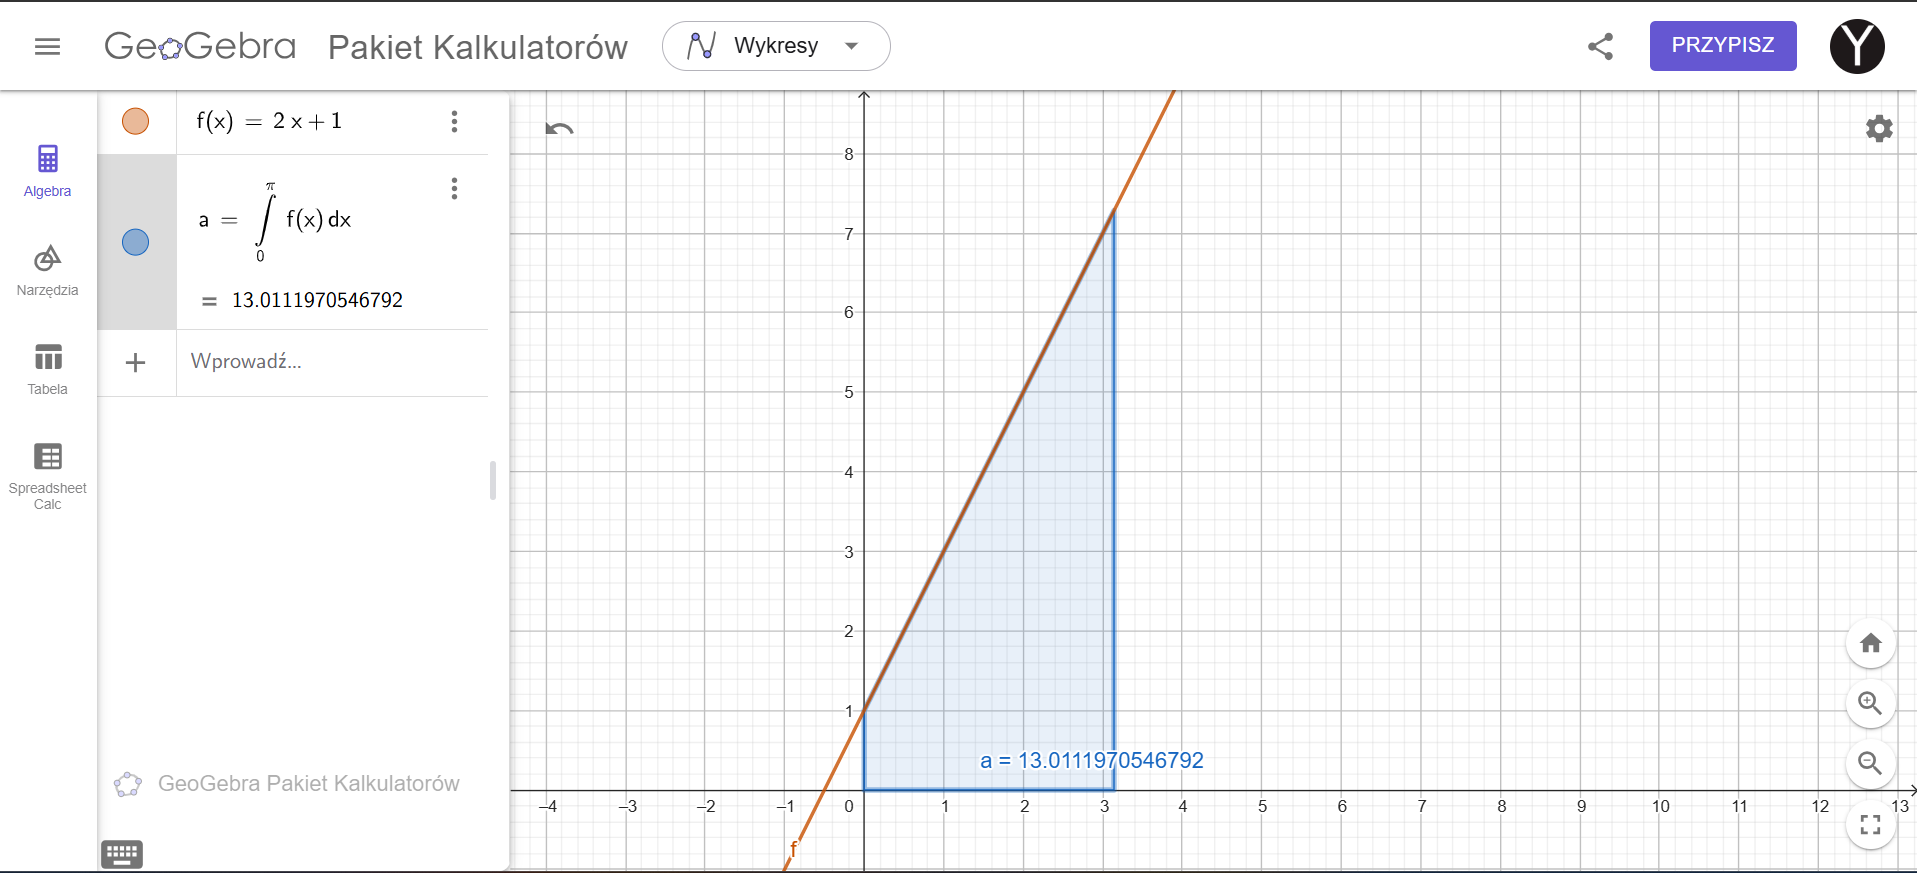 GeoGebra Pakiet Kalkulatorów Wykresy PRZYPISZ Y
Algebra
Narzędzia
Tabela
Spreadsheet
Calc
f(x) = 2 x + 1
π
a = ∫ f(x) dx
0
= 13.0111970546792
+ Wprowadź...
GeoGebra Pakiet Kalkulatorów
8
7
6
5
4
3
2
1
a = 13.0111970546792
–4 –3 –2 –1 0 1 2 3 4 5 6 7 8 9 10 11 12 13
f